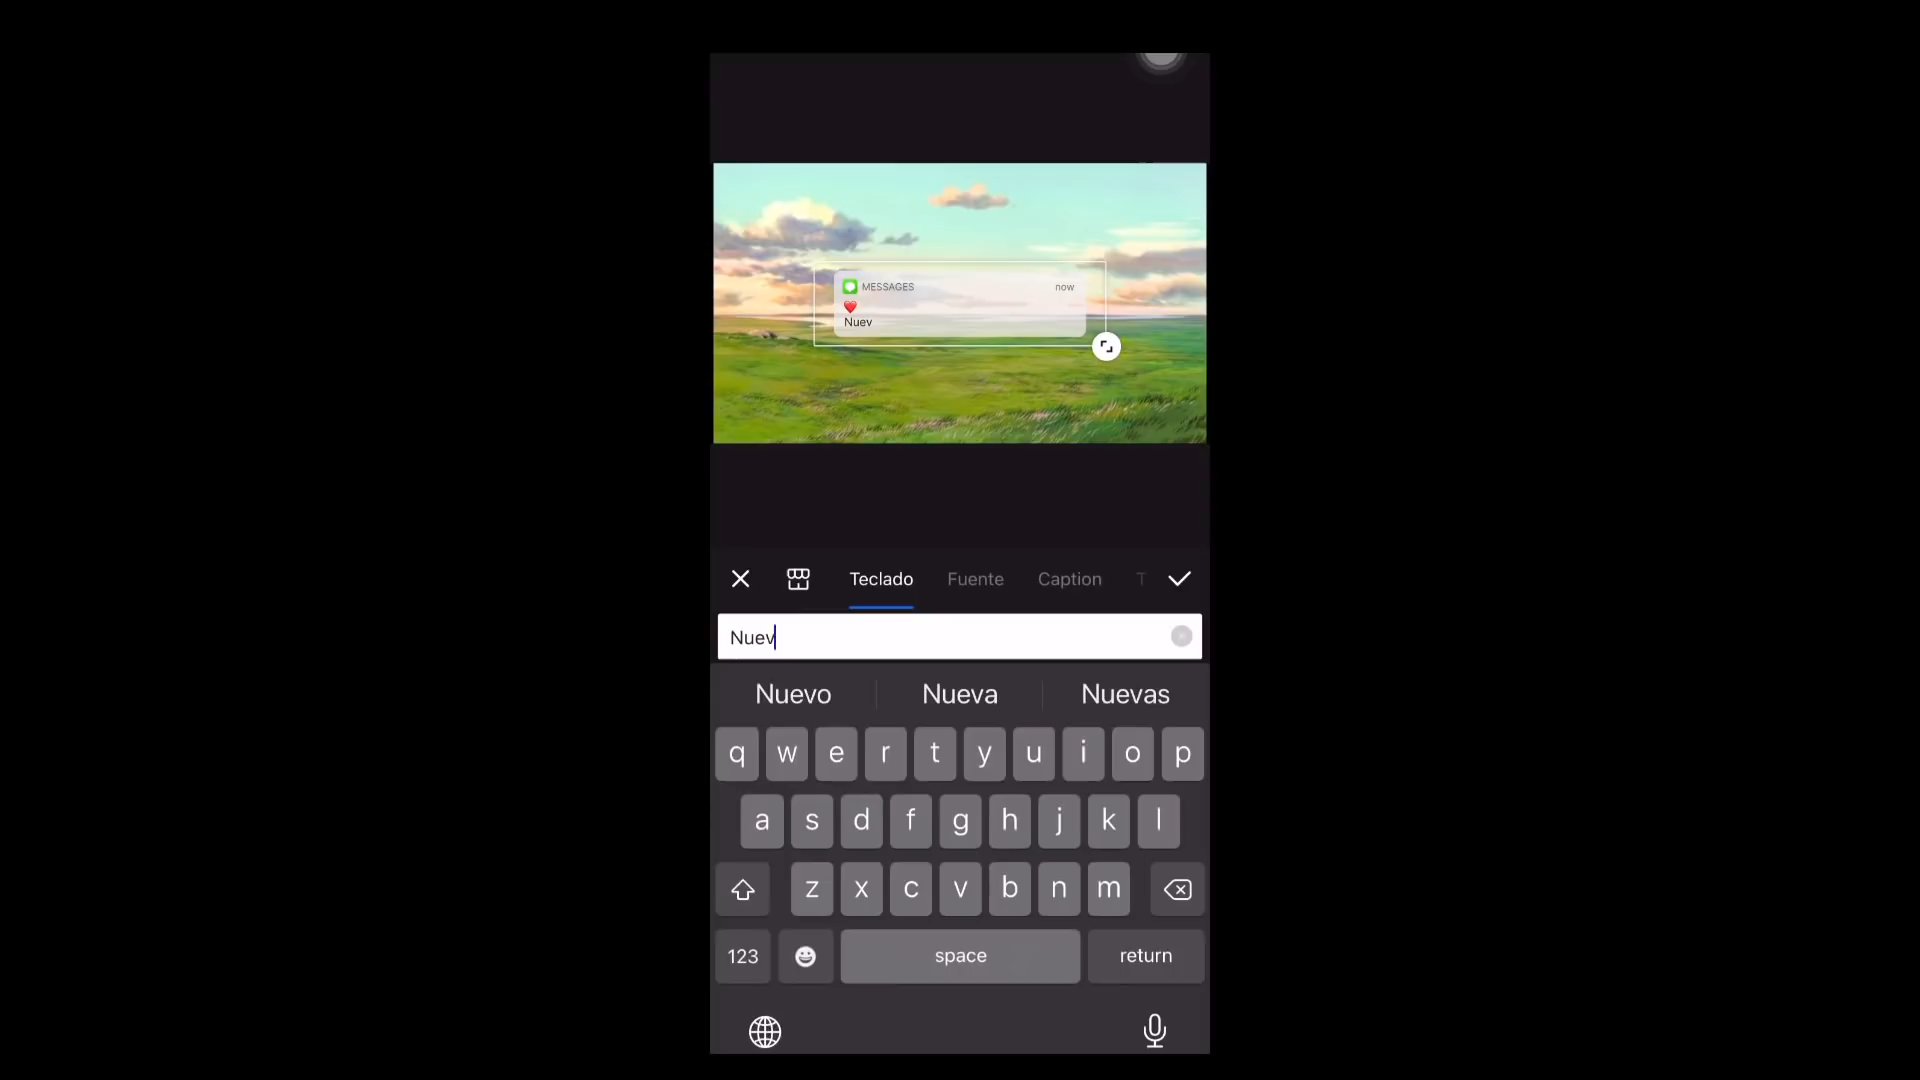 MESSAGES now
❤️
Nuev
Teclado Fuente Caption T
Nuev
Nuevo Nueva Nuevas
q w e r t y u i o p
a s d f g h j k l
z x c v b n m
123 space return